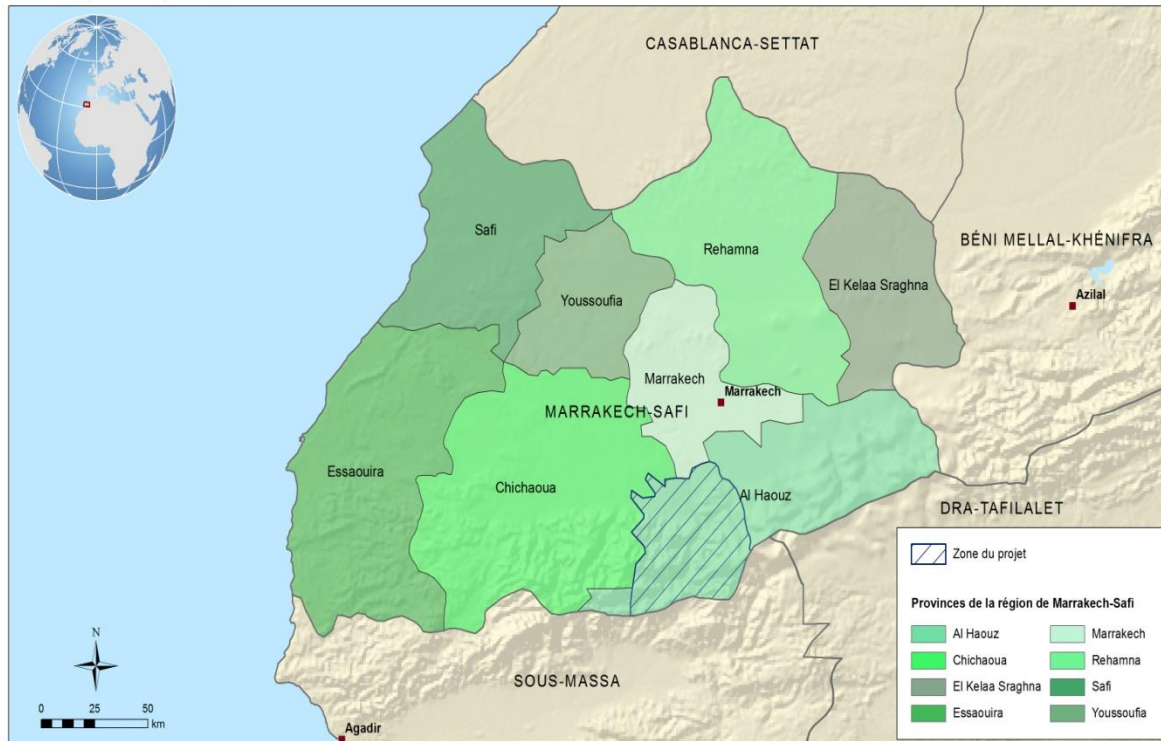 CASABLANCA-SETTAT
Safi
Rehamna
BÉNI MELLAL-KHÉNIFRA
El Kelaa Sraghna
Youssoufia
Azilal
Marrakech
Marrakech
MARRAKECH-SAFI
Essaouira
Chichaoua
Al Haouz
DRA-TAFILALET
Zone du projet
Provinces de la région de Marrakech-Safi
Al Haouz
Marrakech
Chichaoua
Rehamna
El Kelaa Sraghna
Safi
Essaouira
Youssoufia
N
SOUS-MASSA
0 25 50
km
Agadir